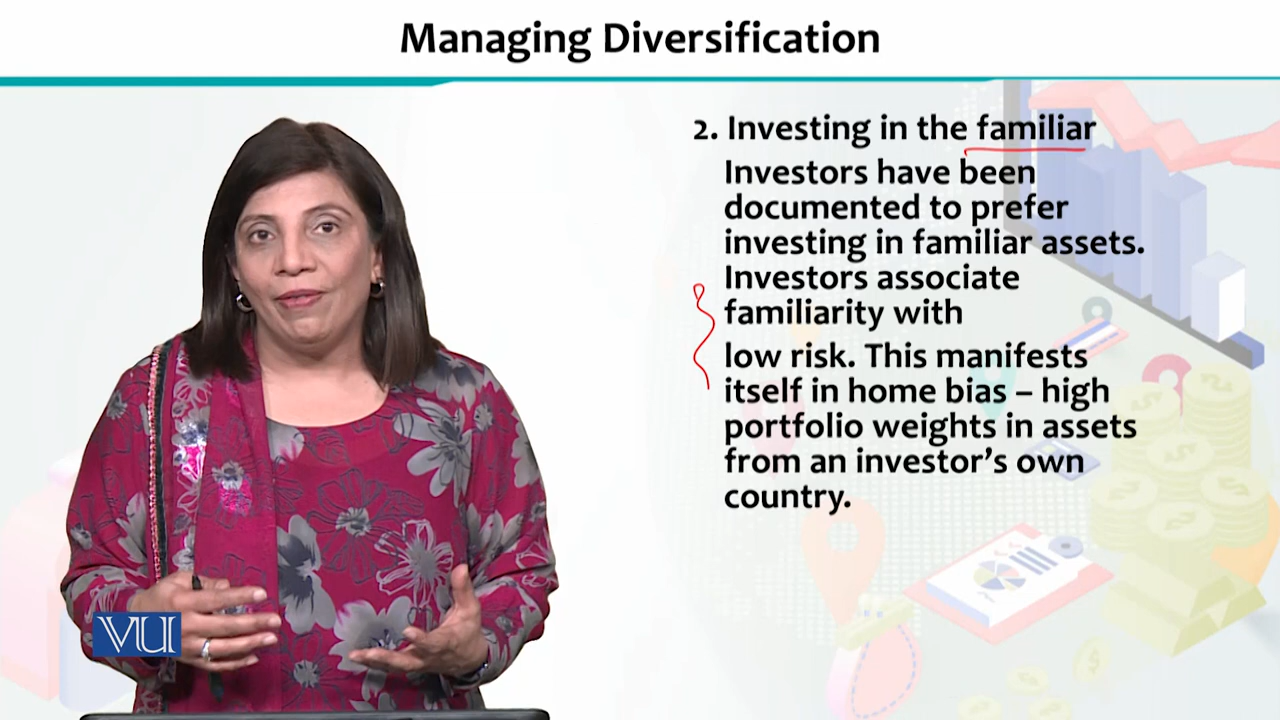 Managing Diversification
2. Investing in the familiar
Investors have been
documented to prefer
investing in familiar assets.
Investors associate
familiarity with
low risk. This manifests
itself in home bias – high
portfolio weights in assets
from an investor's own
country.
VU